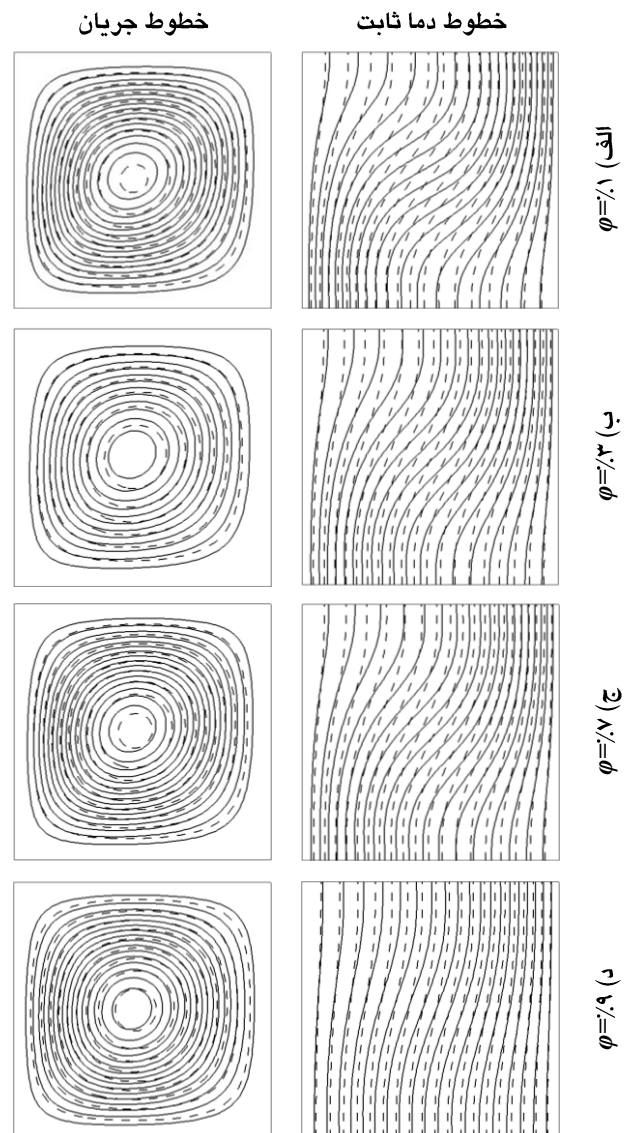 خطوط دما ثابت
خطوط جریان
الف) φ=٪۱
ب) φ=٪۳
ج) φ=٪۷
د) φ=٪۹